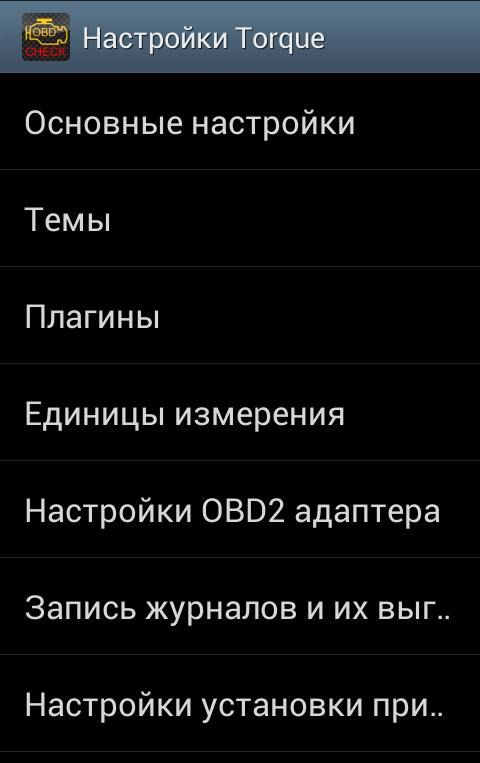 OBD
CHECK
Настройки Torque
Основные настройки
Темы
Плагины
Единицы измерения
Настройки OBD2 адаптера
Запись журналов и их выг..
Настройки установки при..